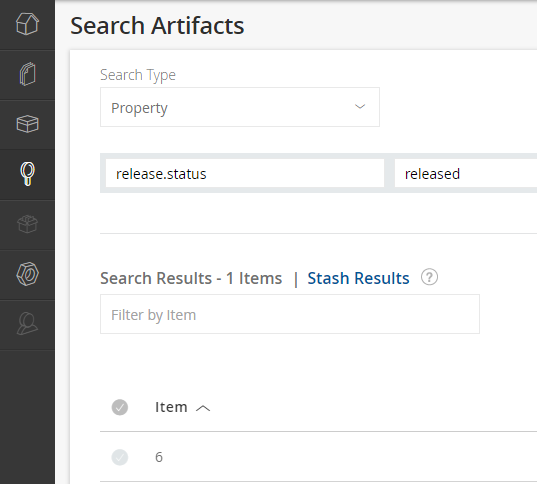 Search Artifacts
Search Type
Property
release.status released
Search Results - 1 Items | Stash Results ?
Filter by Item
Item
6